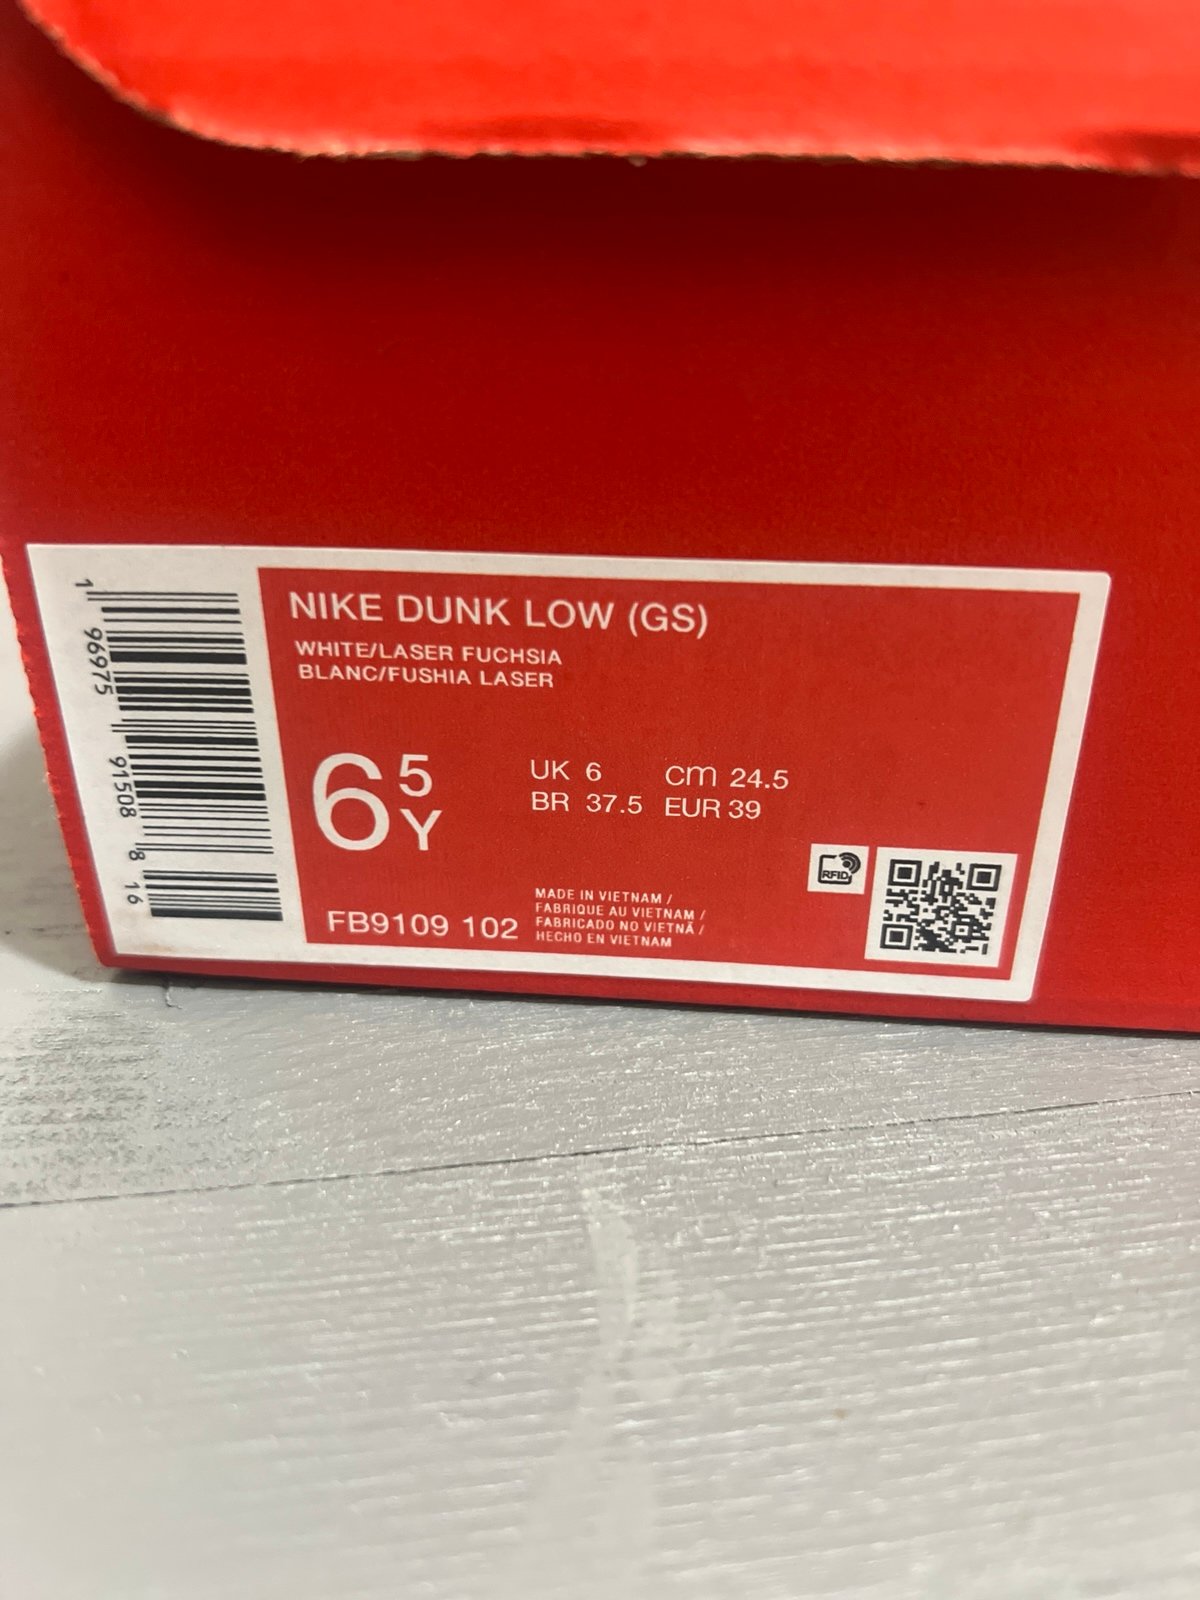 NIKE DUNK LOW (GS)
WHITE/LASER FUCHSIA
BLANC/FUSHIA LASER
6 5 Y
UK 6 cm 24.5
BR 37.5 EUR 39
FB9109 102
MADE IN VIETNAM /
FABRIQUE AU VIETNAM /
FABRICADO NO VIETNÃ /
HECHO EN VIETNAM
RFID
1 96975 91508 8 16